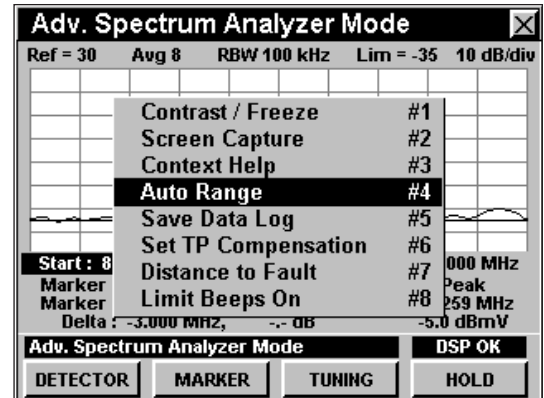 Adv. Spectrum Analyzer Mode
Ref = 30 Avg 8 RBW 100 kHz Lim = -35 10 dB/div
Contrast / Freeze #1
Screen Capture #2
Context Help #3
Auto Range #4
Save Data Log #5
Set TP Compensation #6
Distance to Fault #7
Limit Beeps On #8
Start : 8 000 MHz
Marker Peak
Marker 259 MHz
Delta : -3.000 MHz, -.- dB -5.0 dBmV
Adv. Spectrum Analyzer Mode DSP OK
DETECTOR MARKER TUNING HOLD